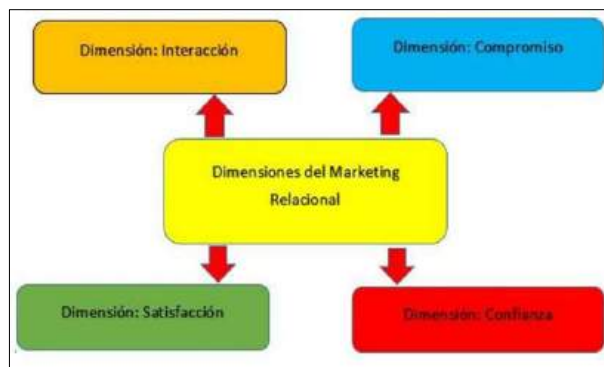 Dimensión: Interacción
Dimensión: Compromiso
Dimensiones del Marketing
Relacional
Dimensión: Satisfacción
Dimensión: Confianza